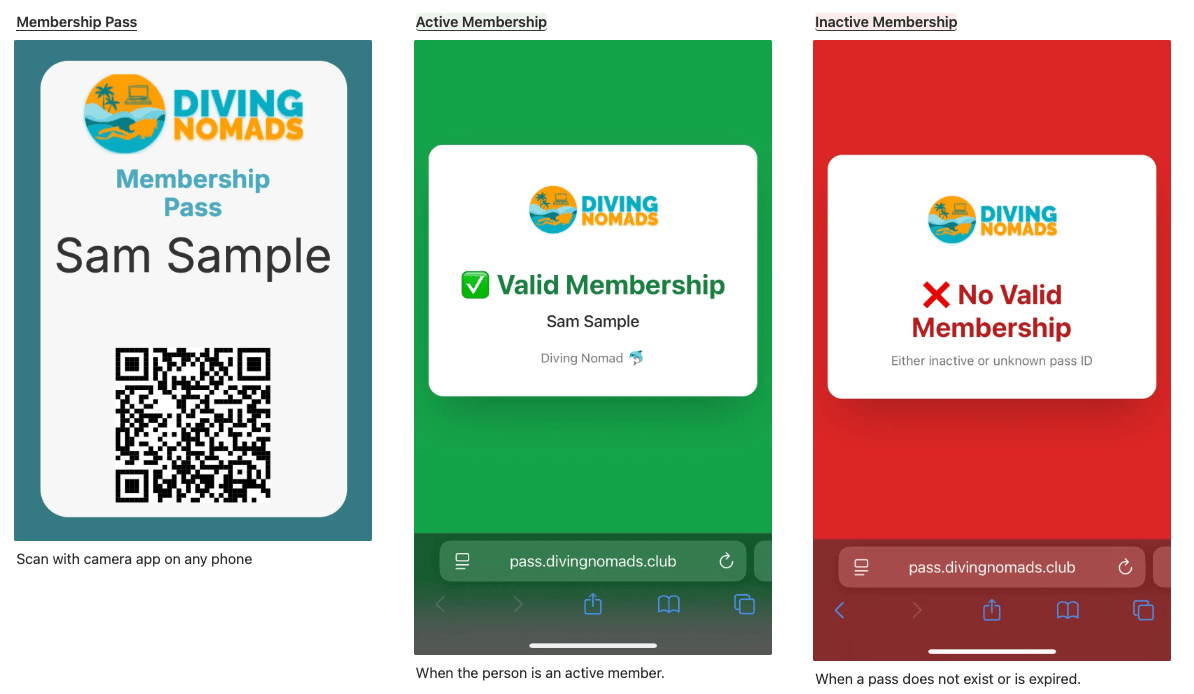 Membership Pass
DIVING
NOMADS
Membership
Pass
Sam Sample
Scan with camera app on any phone
Active Membership
DIVING
NOMADS
✅ Valid Membership
Sam Sample
Diving Nomad 🐬
pass.divingnomads.club
When the person is an active member.
Inactive Membership
DIVING
NOMADS
❌ No Valid
Membership
Either inactive or unknown pass ID
pass.divingnomads.club
When a pass does not exist or is expired.